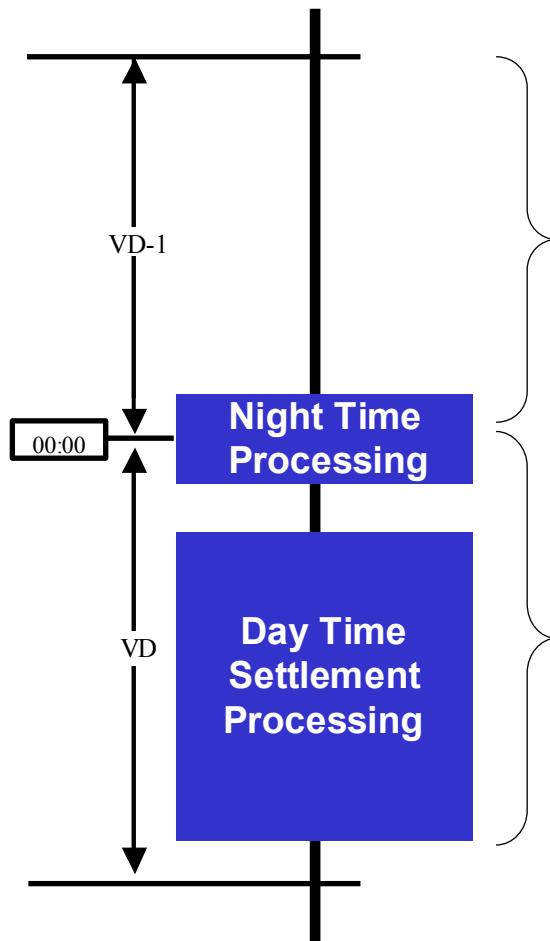 VD-1
Night Time
Processing
00:00
Day Time
Settlement
Processing
VD